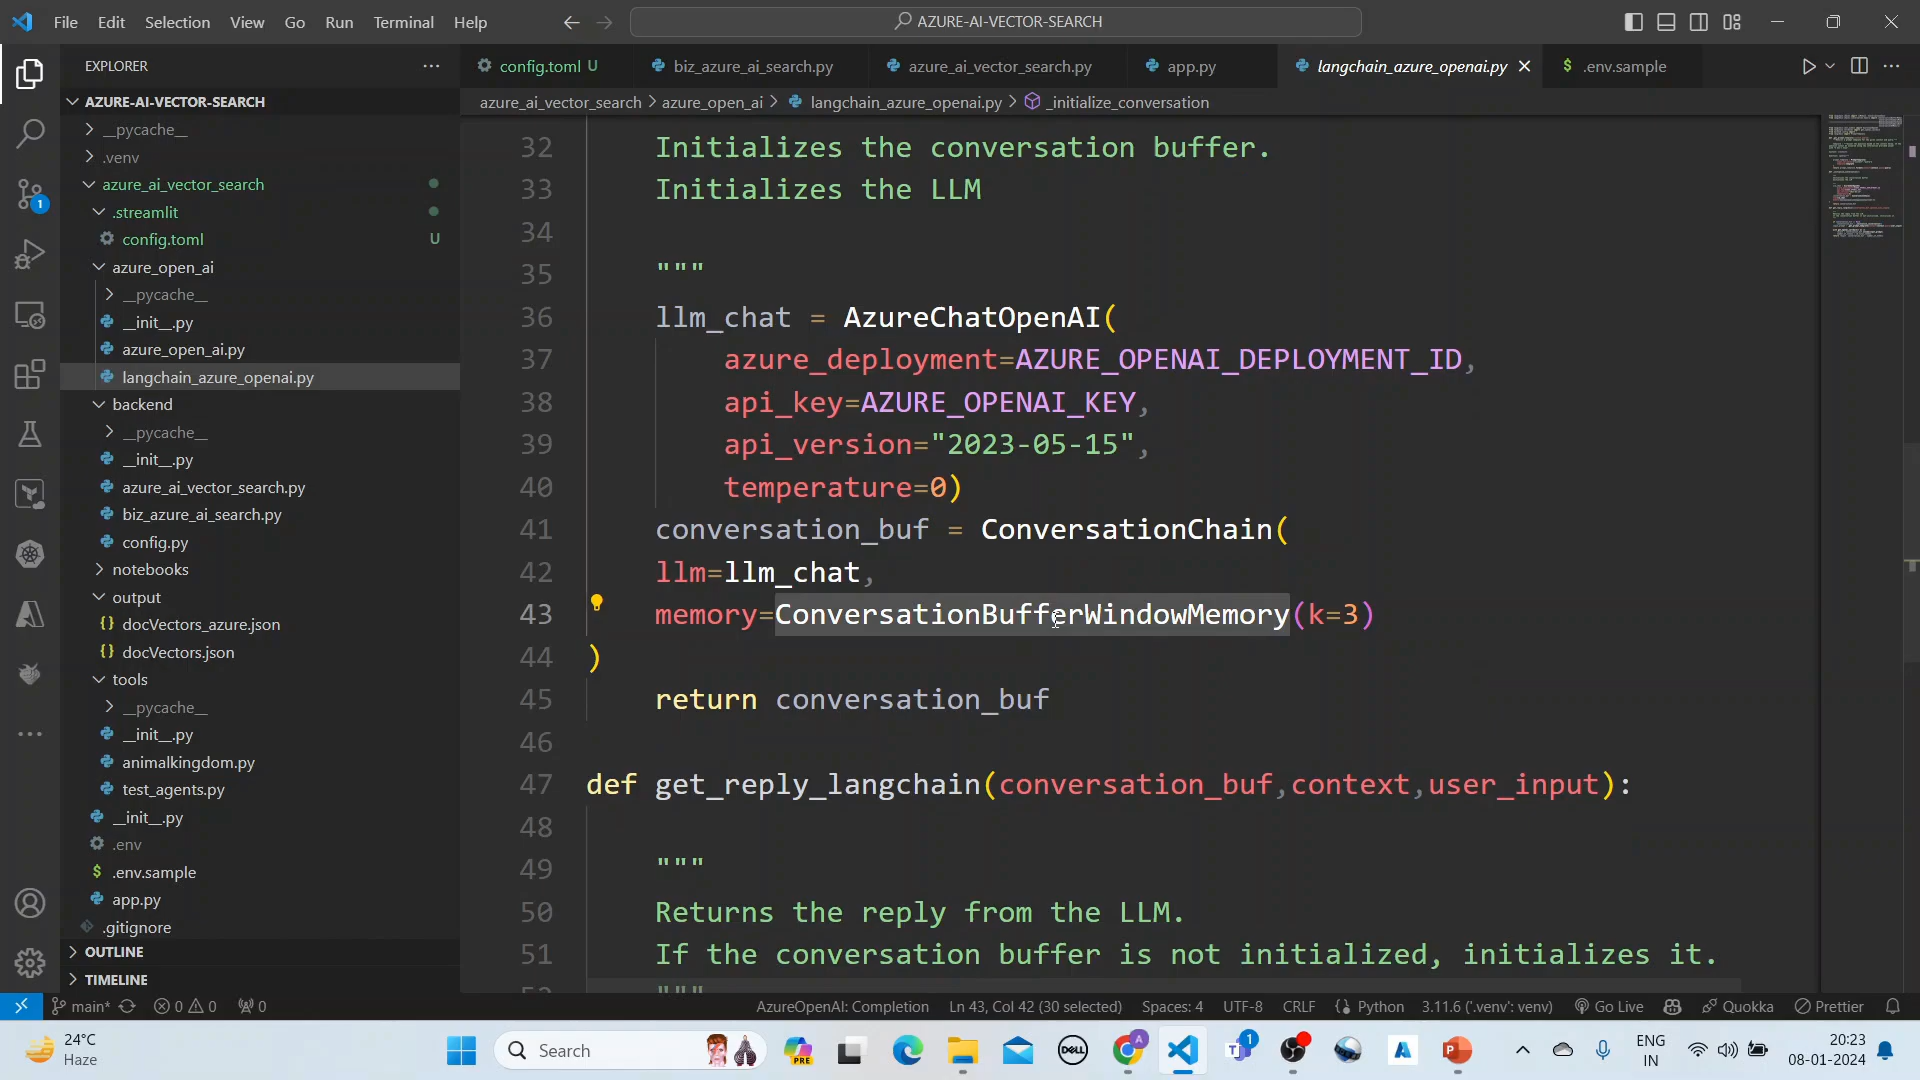 File Edit Selection View Go Run Terminal Help
AZURE-AI-VECTOR-SEARCH
EXPLORER
config.toml U
biz_azure_ai_search.py
azure_ai_vector_search.py
app.py
langchain_azure_openai.py
$ .env.sample
azure_ai_vector_search > azure_open_ai > langchain_azure_openai.py > _initialize_conversation
AZURE-AI-VECTOR-SEARCH
__pycache__
.venv
azure_ai_vector_search
.streamlit
config.toml U
azure_open_ai
__pycache__
__init__.py
azure_open_ai.py
langchain_azure_openai.py
backend
__pycache__
__init__.py
azure_ai_vector_search.py
biz_azure_ai_search.py
config.py
notebooks
output
docVectors_azure.json
docVectors.json
tools
__pycache__
__init__.py
animalkingdom.py
test_agents.py
__init__.py
.env
$ .env.sample
app.py
.gitignore
OUTLINE
TIMELINE
1
32 Initializes the conversation buffer.
33 Initializes the LLM
34
35 """
36 llm_chat = AzureChatOpenAI(
37 azure_deployment=AZURE_OPENAI_DEPLOYMENT_ID,
38 api_key=AZURE_OPENAI_KEY,
39 api_version="2023-05-15",
40 temperature=0)
41 conversation_buf = ConversationChain(
42 llm=llm_chat,
43 memory=ConversationBufferWindowMemory(k=3)
44 )
45 return conversation_buf
46
47 def get_reply_langchain(conversation_buf,context,user_input):
48
49 """
50 Returns the reply from the LLM.
51 If the conversation buffer is not initialized, initializes it.
52 """
main* 0 0 0 AzureOpenAI: Completion Ln 43, Col 42 (30 selected) Spaces: 4 UTF-8 CRLF Python 3.11.6 ('.venv': venv) Go Live Quokka Prettier
24°C
Haze
Search
PRE
DELL
A
1
ENG
IN
20:23
08-01-2024